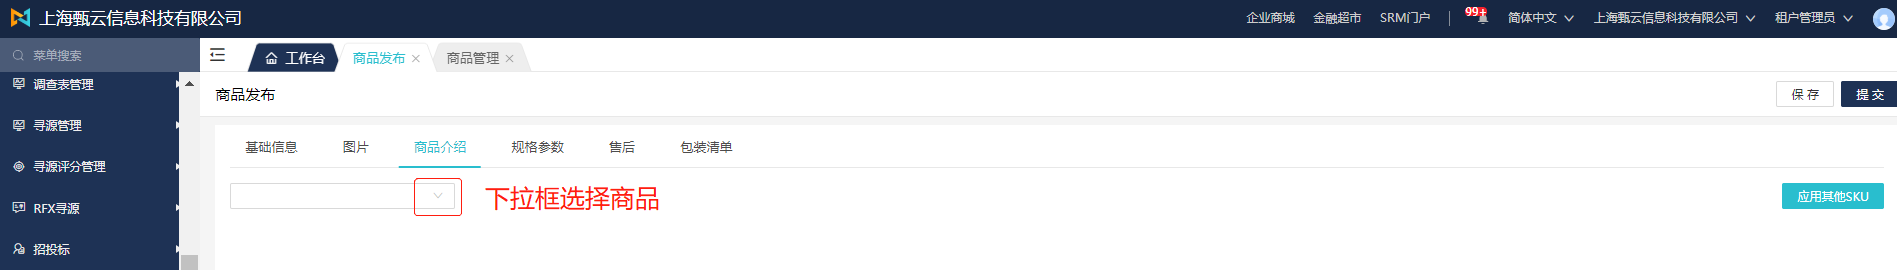 上海甄云信息科技有限公司
企业商城 金融超市 SRM门户 99+ 简体中文 上海甄云信息科技有限公司 租户管理员
菜单搜索
工作台 商品发布 商品管理
调查表管理
商品发布
保存 提交
寻源管理
基础信息 图片 商品介绍 规格参数 售后 包装清单
寻源评分管理
下拉框选择商品
应用其他SKU
RFX寻源
招投标